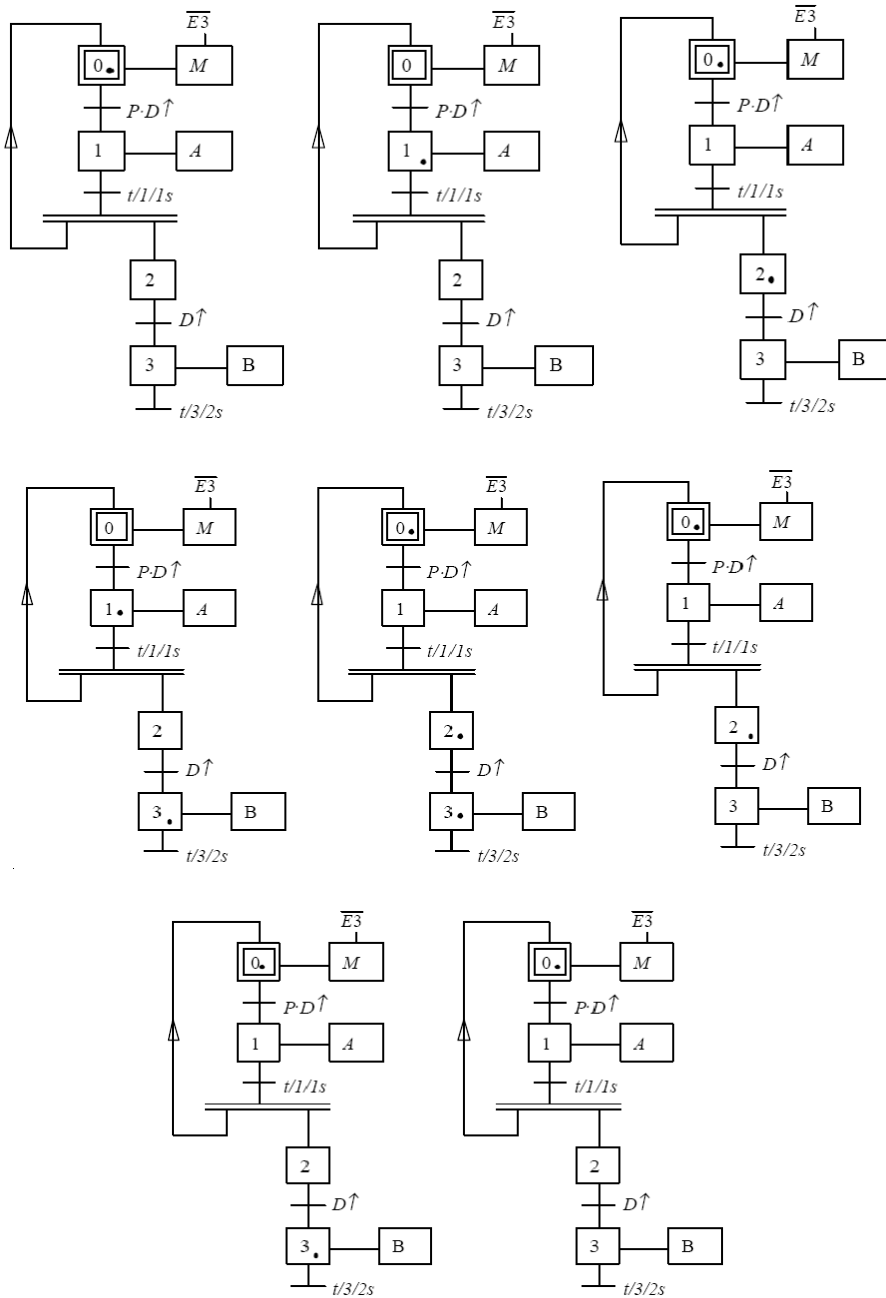 E3 E3 E3
0 M 0 M 0 M
P·D↑ P·D↑ P·D↑
1 A 1 A 1 A
t/1/1s t/1/1s t/1/1s
2 2 2
D↑ D↑ D↑
3 B 3 B 3 B
t/3/2s t/3/2s t/3/2s
E3 E3 E3
0 M 0 M 0 M
P·D↑ P·D↑ P·D↑
1 A 1 A 1 A
t/1/1s t/1/1s t/1/1s
2 2 2
D↑ D↑ D↑
3 B 3 B 3 B
t/3/2s t/3/2s t/3/2s
E3 E3
0 M 0 M
P·D↑ P·D↑
1 A 1 A
t/1/1s t/1/1s
2 2
D↑ D↑
3 B 3 B
t/3/2s t/3/2s